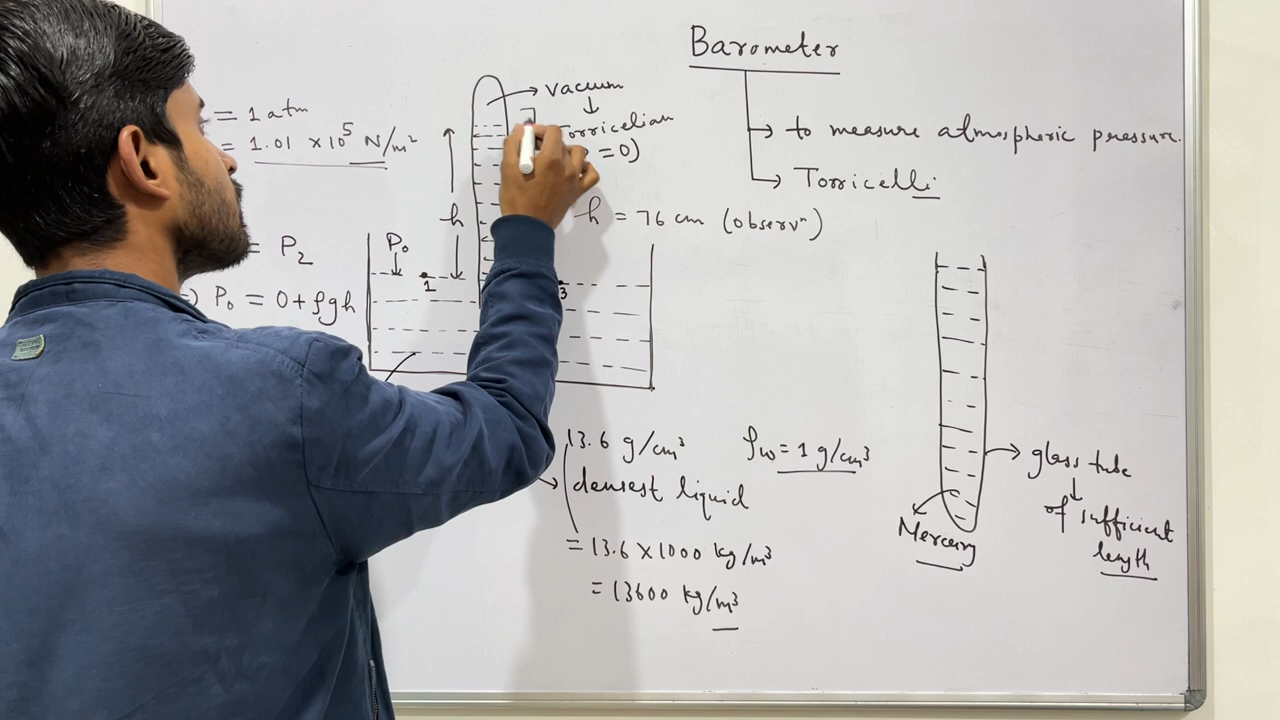 Barometer
→ to measure atmospheric pressure.
→ Torricelli
= 1 atm
= 1.01 × 10⁵ N/m²
= P₂
P₀ = 0 + ρgh
→ vacuum
↓
Torricelian
= 0)
h
h = 76 cm (observⁿ)
P₀
1
3
13.6 g/cm³
ρw = 1 g/cm³
densest liquid
= 13.6 × 1000 kg/m³
= 13600 kg/m³
→ glass tube
↓
of sufficient
length
Mercury